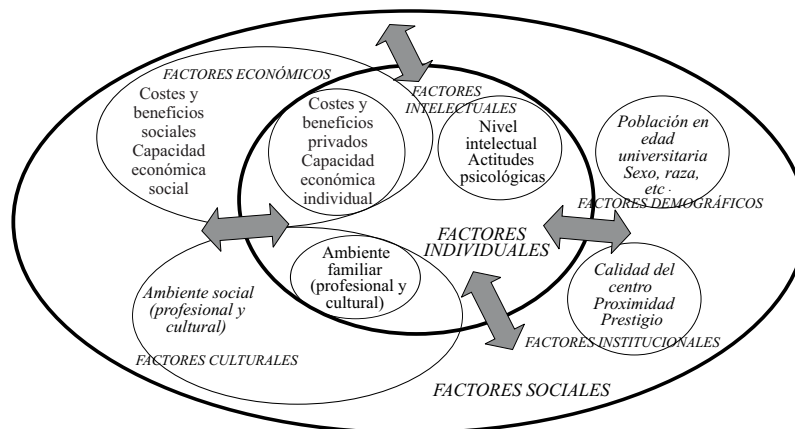 FACTORES ECONÓMICOS
Costes y
beneficios
sociales
Capacidad
económica
social
Costes y
beneficios
privados
Capacidad
económica
individual
FACTORES
INTELECTUALES
Nivel
intelectual
Actitudes
psicológicas
Población en
edad
universitaria
Sexo, raza,
etc .
FACTORES DEMOGRÁFICOS
FACTORES
INDIVIDUALES
Ambiente
familiar
(profesional y
cultural)
Ambiente social
(profesional y
cultural)
FACTORES CULTURALES
Calidad del
centro
Proximidad
Prestigio
FACTORES INSTITUCIONALES
FACTORES SOCIALES